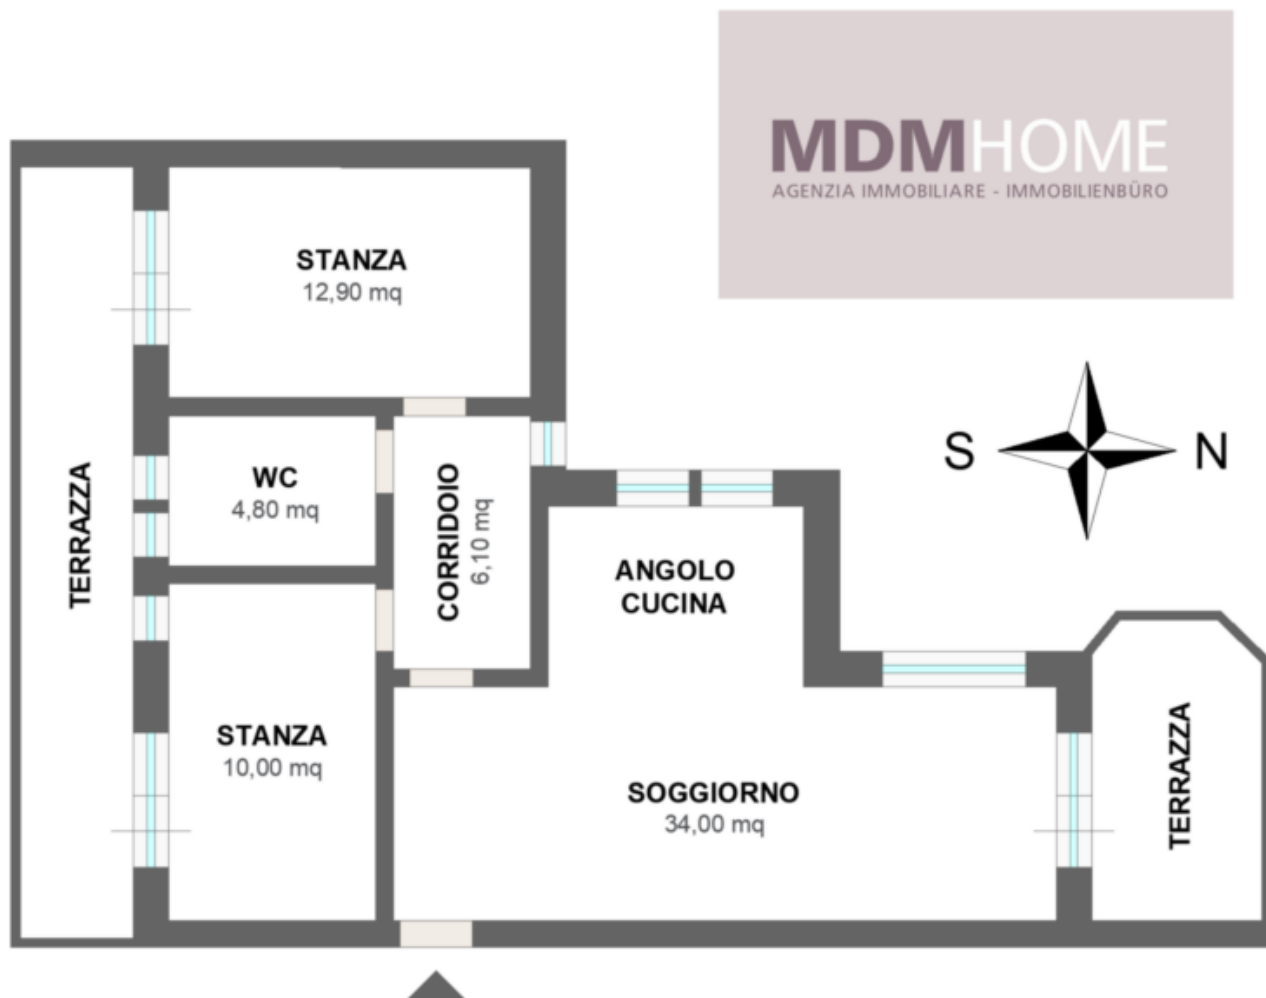 MDMHOME
AGENZIA IMMOBILIARE - IMMOBILIENBÜRO
STANZA
12,90 mq
S
N
TERRAZZA
WC
4,80 mq
CORRIDOIO
6,10 mq
ANGOLO
CUCINA
STANZA
10,00 mq
SOGGIORNO
34,00 mq
TERRAZZA